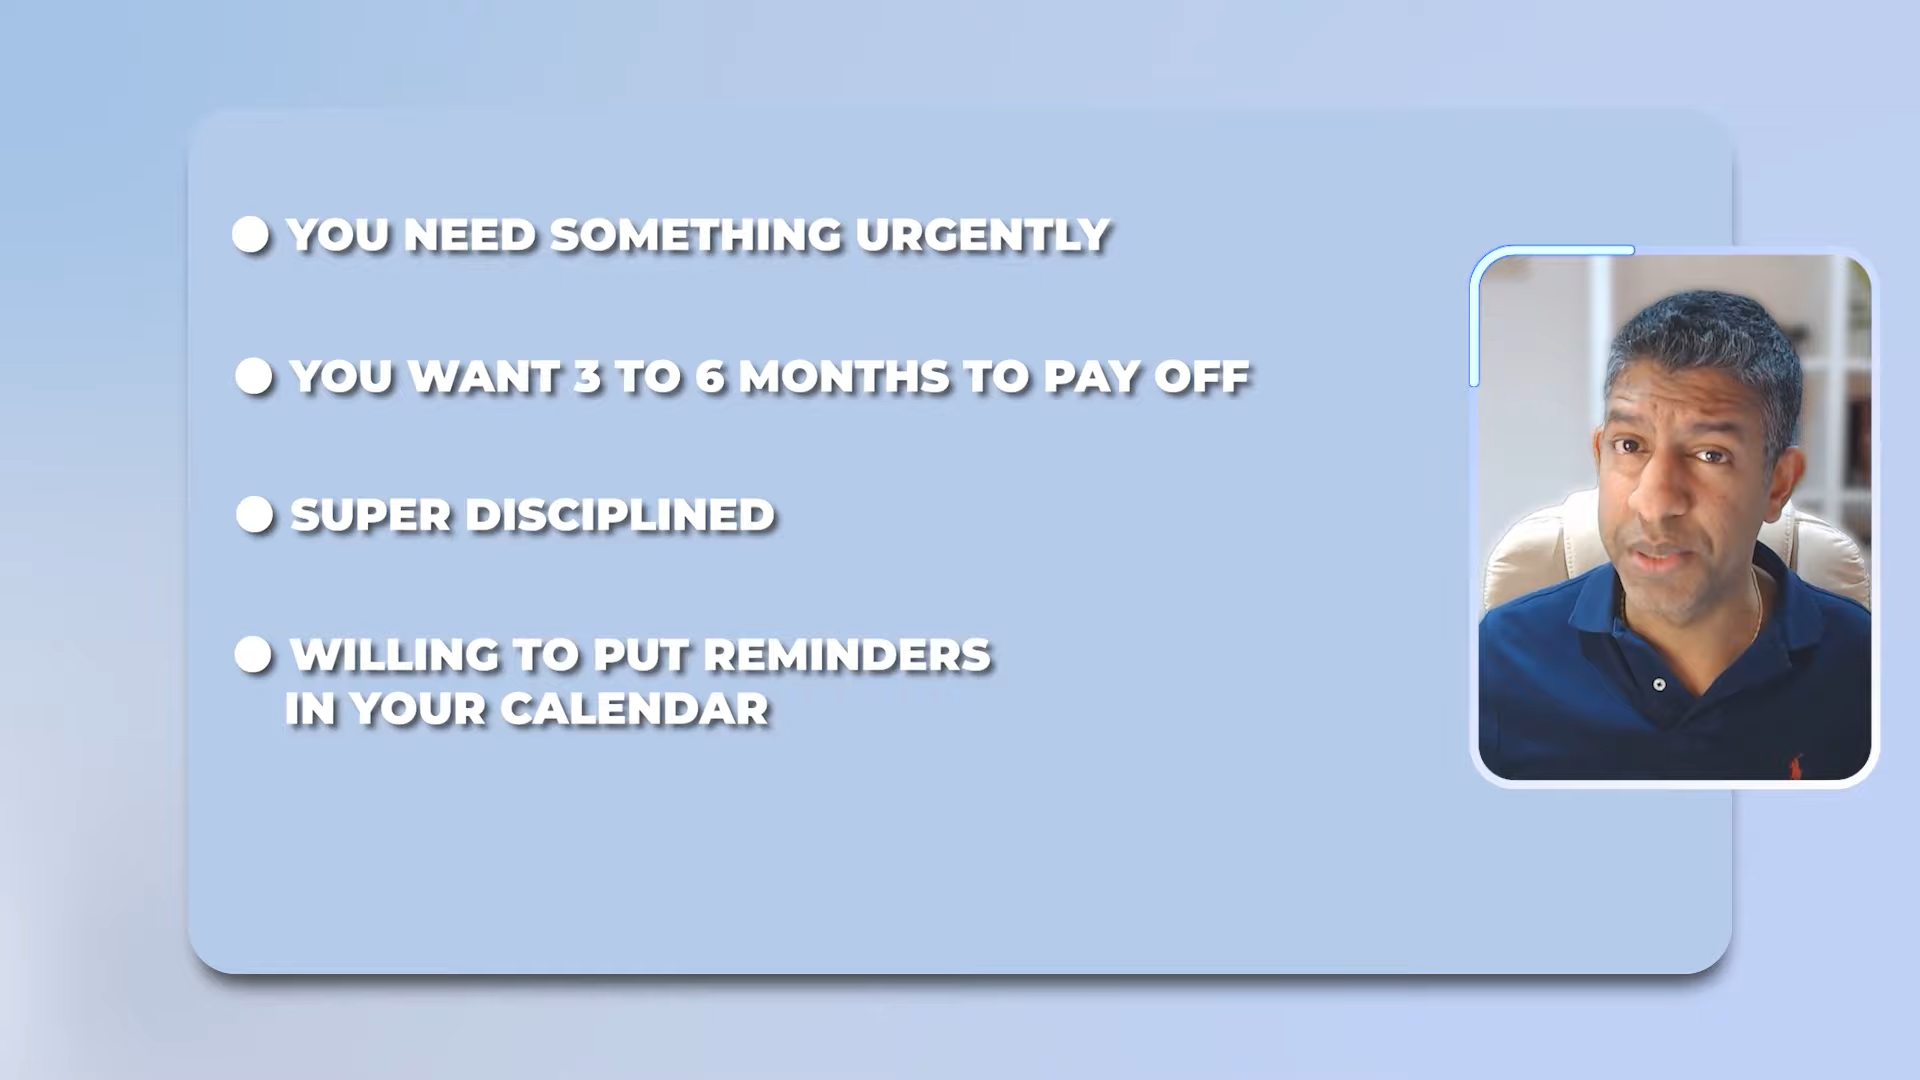 YOU NEED SOMETHING URGENTLY
YOU WANT 3 TO 6 MONTHS TO PAY OFF
SUPER DISCIPLINED
WILLING TO PUT REMINDERS
IN YOUR CALENDAR